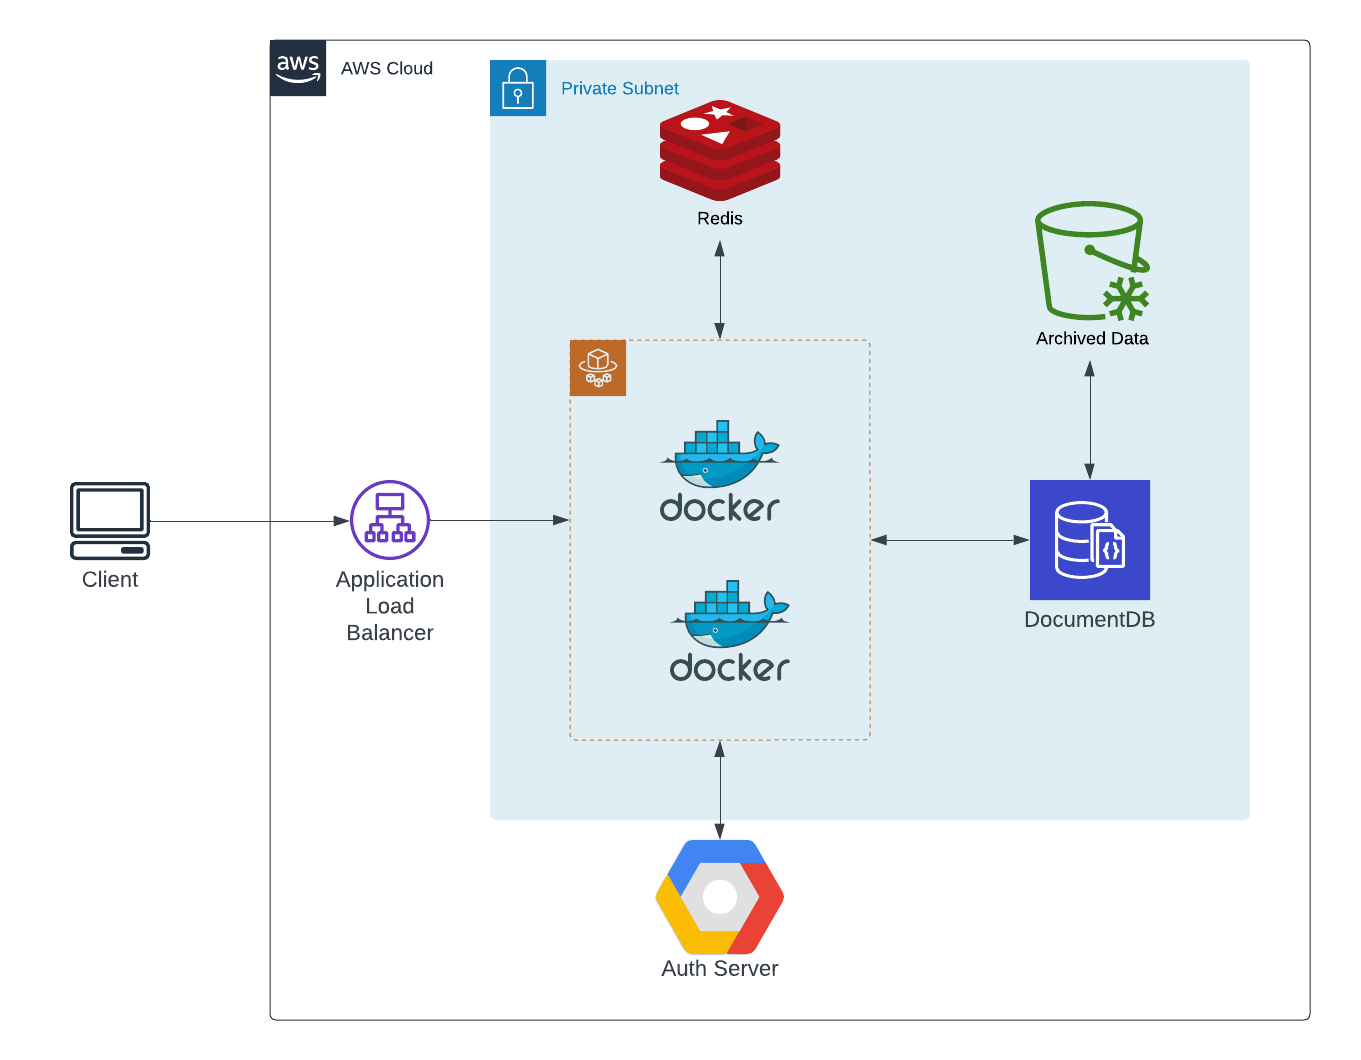 aws
AWS Cloud
Private Subnet
Redis
Archived Data
docker
Client
Application
Load
Balancer
DocumentDB
docker
Auth Server